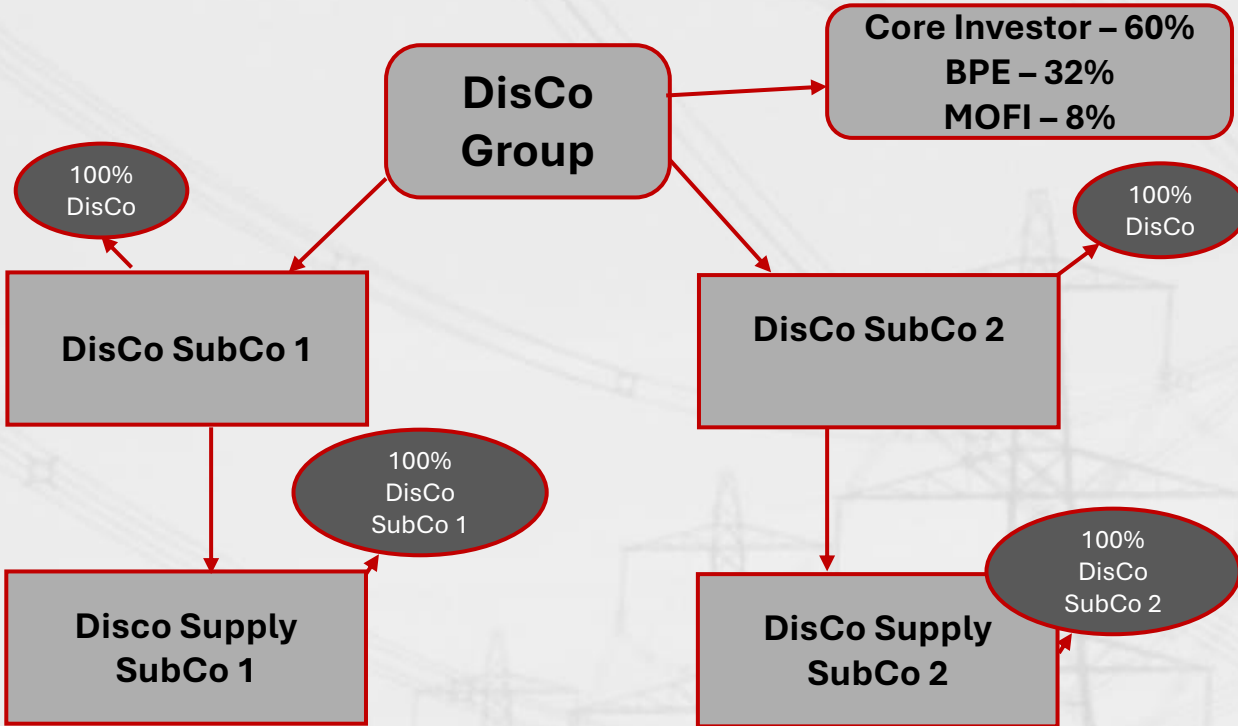 Core Investor – 60%
BPE – 32%
MOFI – 8%
DisCo
Group
100%
DisCo
100%
DisCo
DisCo SubCo 1
DisCo SubCo 2
100%
DisCo
SubCo 1
100%
DisCo
SubCo 2
Disco Supply
SubCo 1
DisCo Supply
SubCo 2